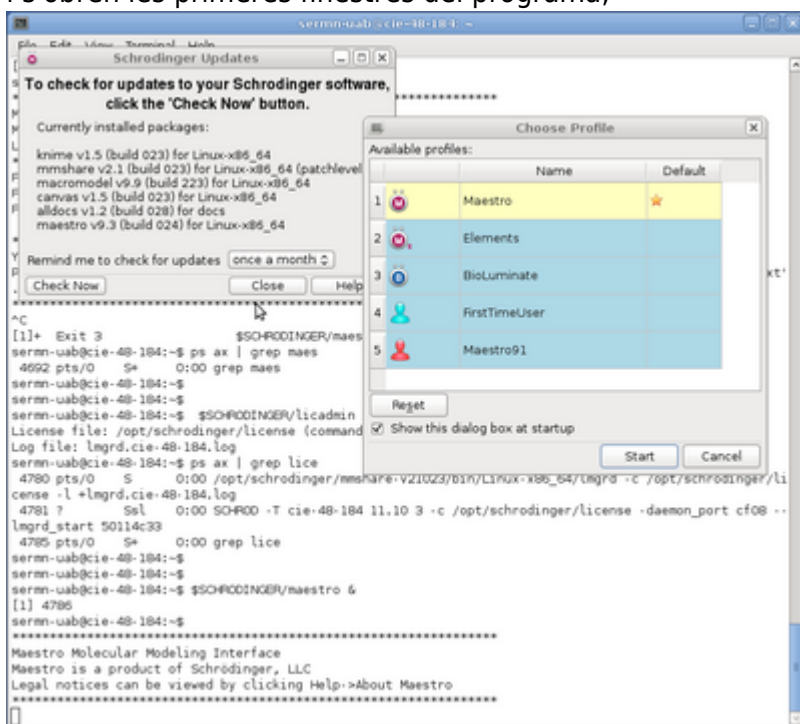 sermn-uab@cie-48-184: ~
File Edit View Terminal Help
Schrodinger Updates
To check for updates to your Schrodinger software,
click the 'Check Now' button.
Currently installed packages:
knime v1.5 (build 023) for Linux-x86_64
mmshare v2.1 (build 023) for Linux-x86_64 (patchlevel
macromodel v9.9 (build 223) for Linux-x86_64
canvas v1.5 (build 023) for Linux-x86_64
alldocs v1.2 (build 028) for docs
maestro v9.3 (build 024) for Linux-x86_64
Remind me to check for updates once a month
Check Now Close Help
Choose Profile
Available profiles:
Name Default
1 Maestro
2 Elements
3 BioLuminate
4 FirstTimeUser
5 Maestro91
Reset
Show this dialog box at startup
Start Cancel
xt'
^C
[1]+ Exit 3 $SCHRODINGER/maes
sermn-uab@cie-48-184:~$ ps ax | grep maes
4692 pts/0 S+ 0:00 grep maes
sermn-uab@cie-48-184:~$
sermn-uab@cie-48-184:~$
sermn-uab@cie-48-184:~$ $SCHRODINGER/licadmin
License file: /opt/schrodinger/license (command
Log file: lmgrd.cie-48-184.log
sermn-uab@cie-48-184:~$ ps ax | grep lice
4780 pts/0 S 0:00 /opt/schrodinger/mmshare-v21023/bin/Linux-x86_64/lmgrd -c /opt/schrodinger/li
cense -l +lmgrd.cie-48-184.log
4781 ? Ssl 0:00 SCHROD -T cie-48-184 11.10 3 -c /opt/schrodinger/license -daemon_port cf08 --
lmgrd_start 50114c33
4785 pts/0 S+ 0:00 grep lice
sermn-uab@cie-48-184:~$
sermn-uab@cie-48-184:~$
sermn-uab@cie-48-184:~$ $SCHRODINGER/maestro &
[1] 4786
sermn-uab@cie-48-184:~$
*******************************************************************************
Maestro Molecular Modeling Interface
Maestro is a product of Schrodinger, LLC
Legal notices can be viewed by clicking Help->About Maestro
*******************************************************************************